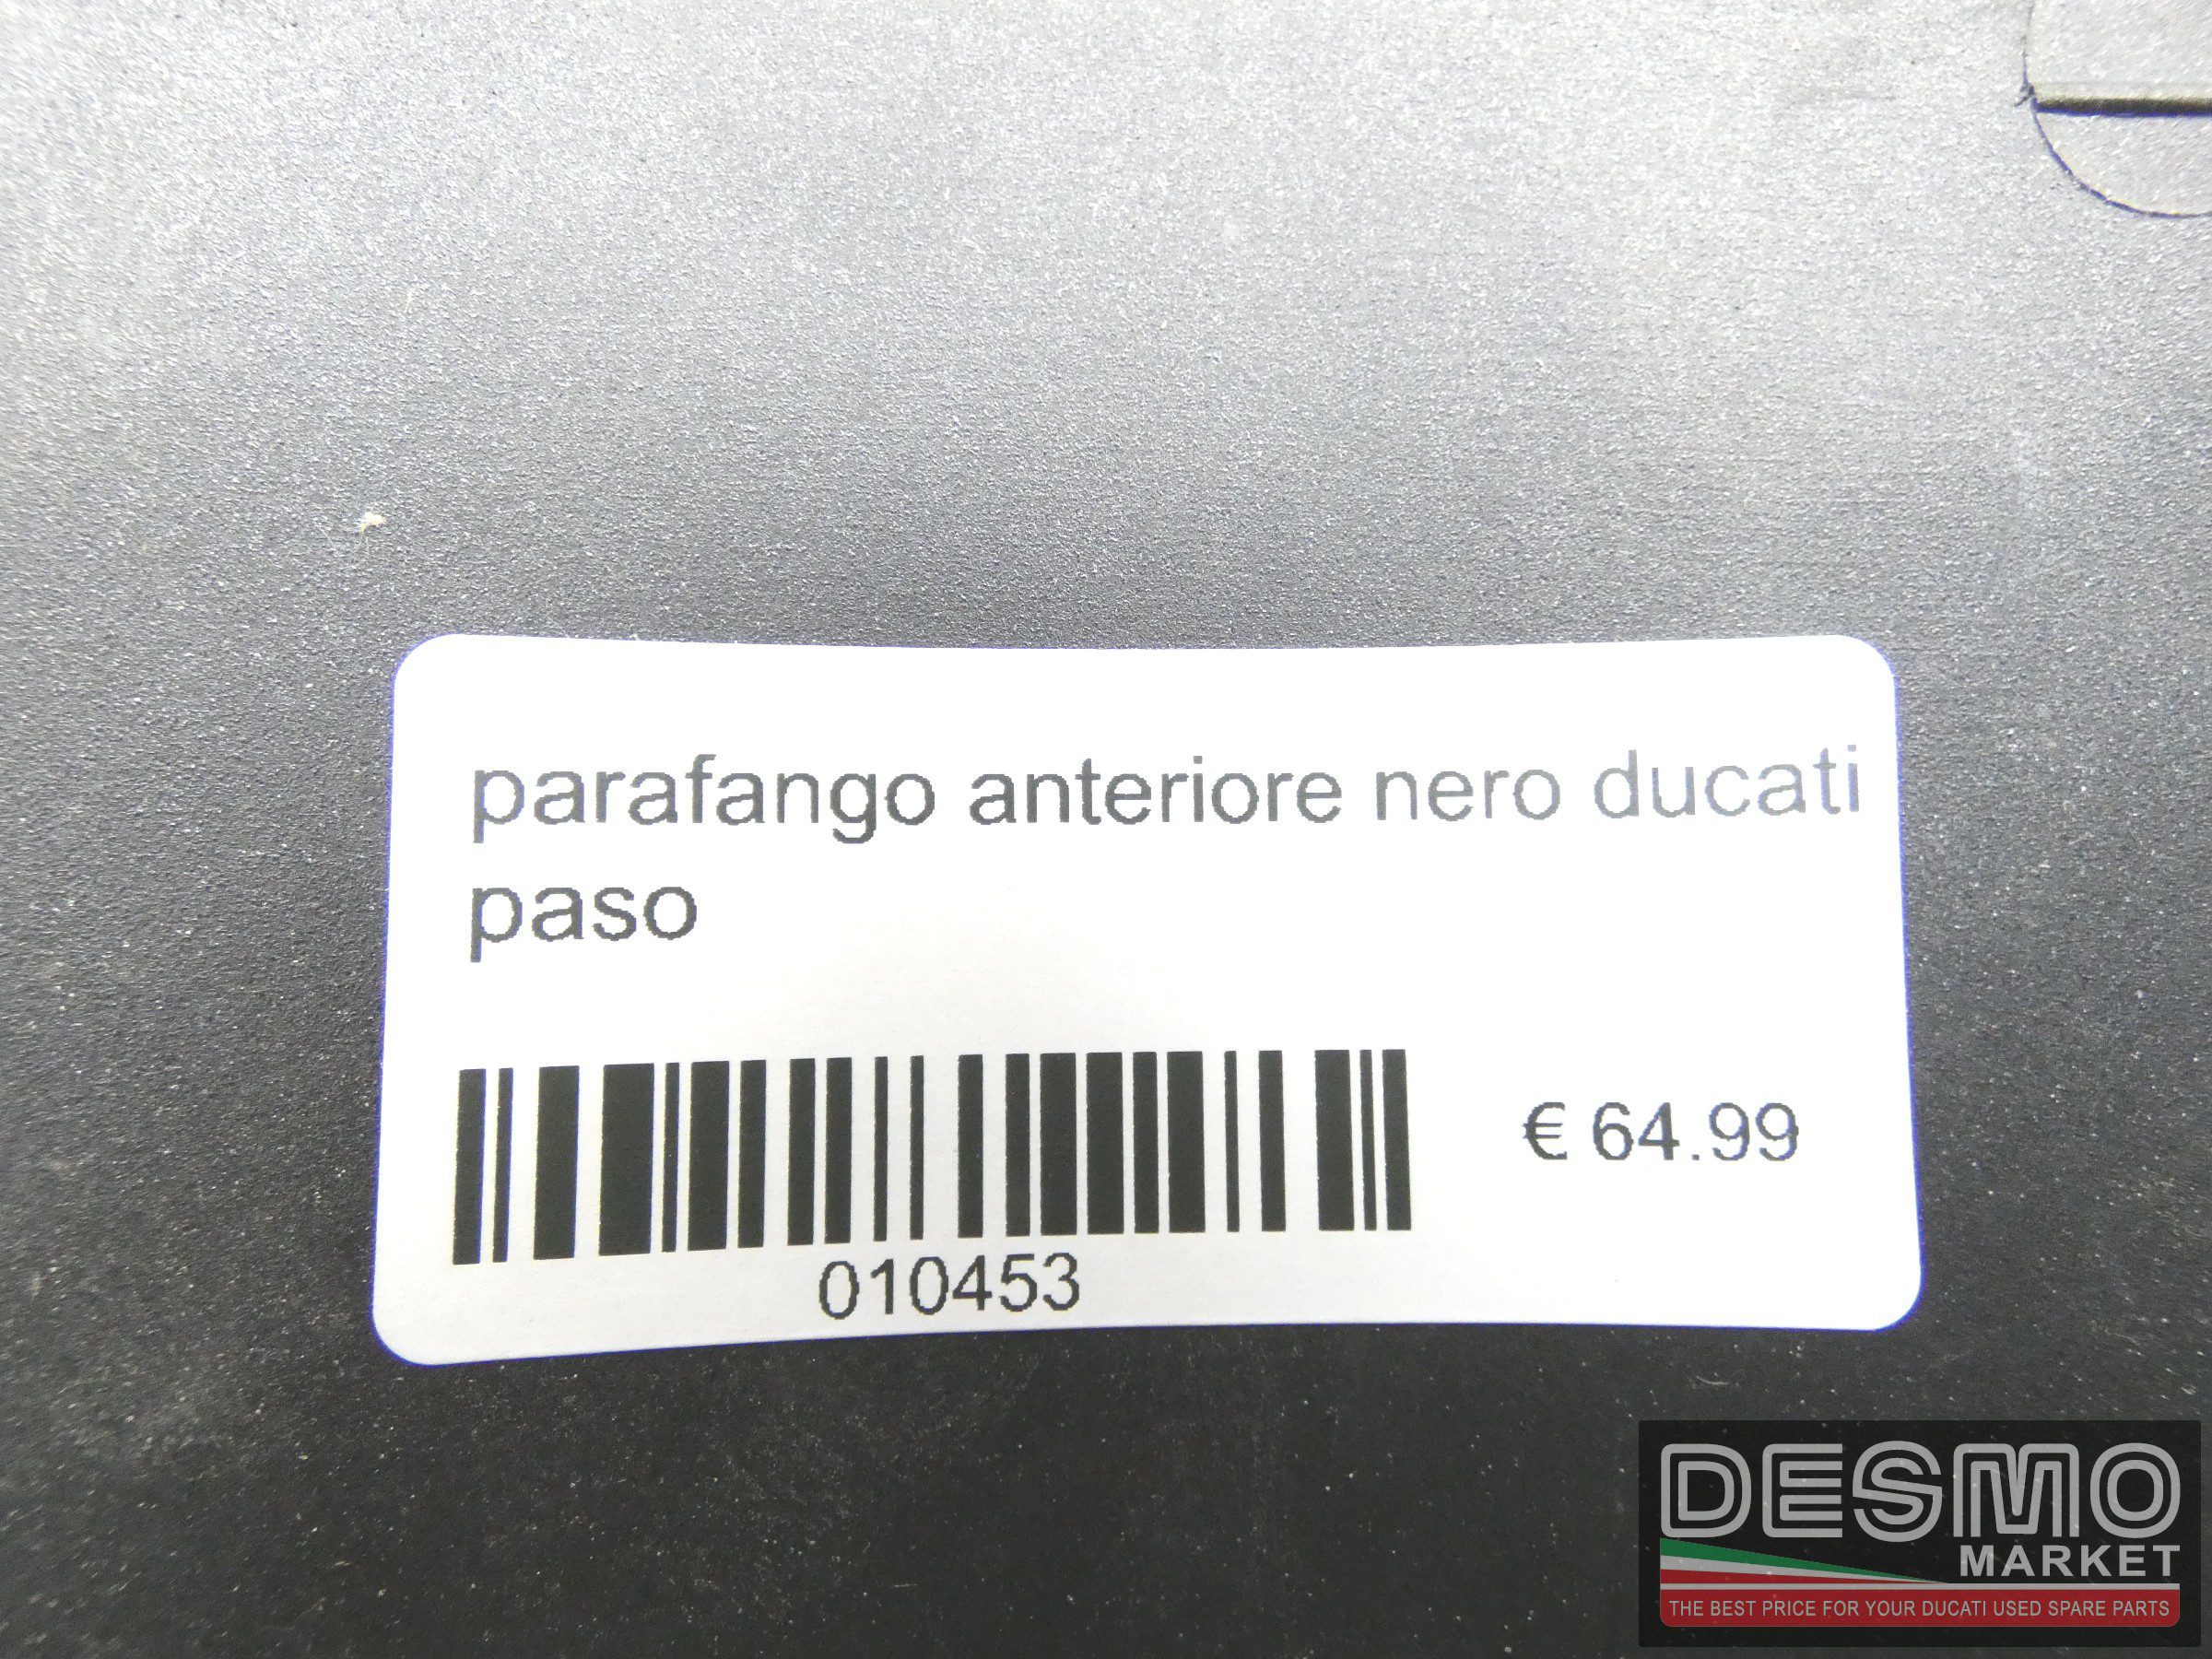 parafango anteriore nero ducati
paso
€ 64.99
010453
DESMO
MARKET
THE BEST PRICE FOR YOUR DUCATI USED SPARE PARTS